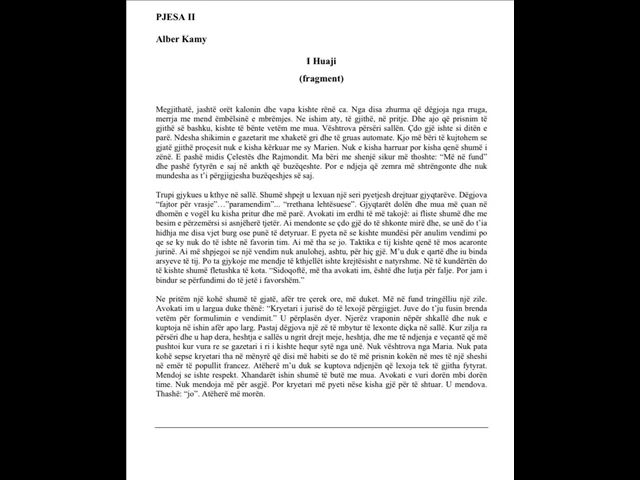 PJESA II
Alber Kamy
I Huaji
(fragment)
Megjithatë, jashtë orët kalonin dhe vapa kishte rënë ca. Nga disa zhurma që dëgjoja nga rruga,
merrja me mend ëmbëlsinë e mbrëmjes. Ne ishim aty, të gjithë, në pritje. Dhe ajo që prisnim të
gjithë së bashku, kishte të bënte vetëm me mua. Vështrova përsëri sallën. Çdo gjë ishte si ditën e
parë. Ndesha shikimin e gazetarit me xhaketë gri dhe të gruas automate. Kjo më bëri të kujtohem se
gjatë gjithë proçesit nuk e kisha kërkuar me sy Marien. Nuk e kisha harruar por kisha qenë shumë i
zënë. E pashë midis Çelestës dhe Rajmondit. Ma bëri me shenjë sikur më thoshte: “Më në fund”
dhe pashë fytyrën e saj në ankth që buzëqeshte. Por e ndjeja që zemra më shtrëngonte dhe nuk
mundesha as t’i përgjigjesha buzëqeshjes së saj.
Trupi gjykues u kthye në sallë. Shumë shpejt u lexuan një seri pyetjesh drejtuar gjyqtarëve. Dëgjova
“fajtor për vrasje”…”paramendim”... “rrethana lehtësuese”. Gjyqtarët dolën dhe mua më çuan në
dhomën e vogël ku kisha pritur dhe më parë. Avokati im erdhi të më takojë: ai fliste shumë dhe me
besim e përzemërsi si asnjëherë tjetër. Ai mendonte se çdo gjë do të shkonte mirë dhe, se unë do t’ia
hidhja me disa vjet burg ose punë të detyruar. E pyeta në se kishte mundësi për anulim vendimi po
qe se ky nuk do të ishte në favorin tim. Ai më tha se jo. Taktika e tij kishte qenë të mos acaronte
jurinë. Ai më shpjegoi se një vendim nuk anulohej, ashtu, për hiç gjë. M’u duk e qartë dhe iu binda
arsyeve të tij. Po ta gjykoje me mendje të kthjellët ishte krejtësisht e natyrshme. Në të kundërtën do
të kishte shumë fletushka të kota. “Sidoqoftë, më tha avokati im, është dhe lutja për falje. Por jam i
bindur se përfundimi do të jetë i favorshëm.”
Ne pritëm një kohë shumë të gjatë, afër tre çerek ore, më duket. Më në fund tringëlliu një zile.
Avokati im u largua duke thënë: “Kryetari i jurisë do të lexojë përgjigjet. Juve do t’ju fusin brenda
vetëm për formulimin e vendimit.” U përplasën dyer. Njerëz vraponin nëpër shkallë dhe nuk e
kuptoja në ishin afër apo larg. Pastaj dëgjova një zë të mbytur të lexonte diçka në sallë. Kur zilja ra
përsëri dhe u hap dera, heshtja e sallës u ngrit drejt meje, heshtja, dhe me të ndjenja e veçantë që më
pushtoi kur vura re se gazetari i ri i kishte hequr sytë nga unë. Nuk vështrova nga Maria. Nuk pata
kohë sepse kryetari tha në mënyrë që disi më habiti se do të më prisnin kokën në mes të një sheshi
në emër të popullit francez. Atëherë m’u duk se kuptova ndjenjën që lexoja tek të gjitha fytyrat.
Mendoj se ishte respekt. Xhandarët ishin shumë të butë me mua. Avokati e vuri dorën mbi dorën
time. Nuk mendoja më për asgjë. Por kryetari më pyeti nëse kisha gjë për të shtuar. U mendova.
Thashë: “jo”. Atëherë më morën.